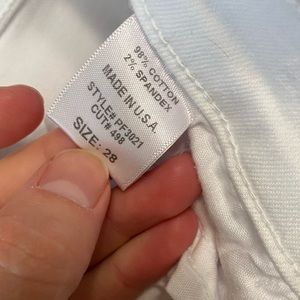 98% COTTON
2% SPANDEX
MADE IN U.S.A.
STYLE# PF3021
CUT# 498
SIZE: 28